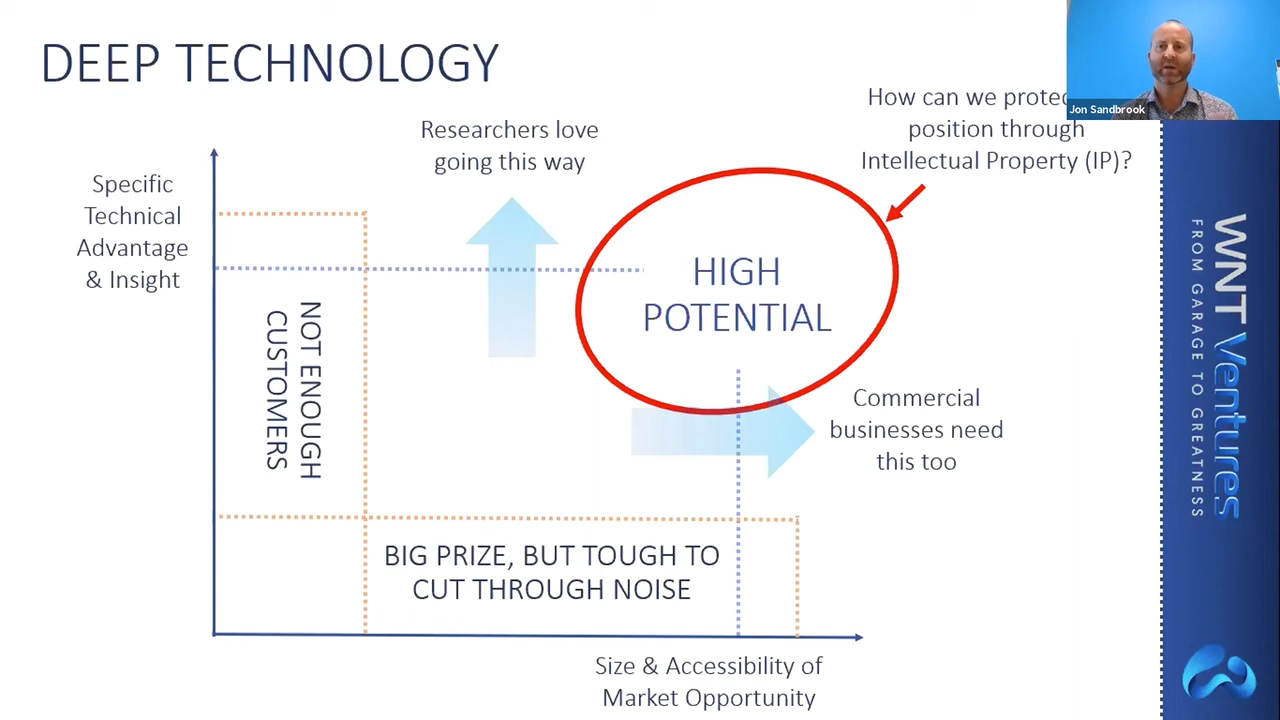 DEEP TECHNOLOGY
Jon Sandbrook
How can we protec
position through
Intellectual Property (IP)?
Researchers love
going this way
Specific
Technical
Advantage
& Insight
HIGH
POTENTIAL
NOT ENOUGH
CUSTOMERS
Commercial
businesses need
this too
BIG PRIZE, BUT TOUGH TO
CUT THROUGH NOISE
Size & Accessibility of
Market Opportunity
WNT Ventures
FROM GARAGE TO GREATNESS